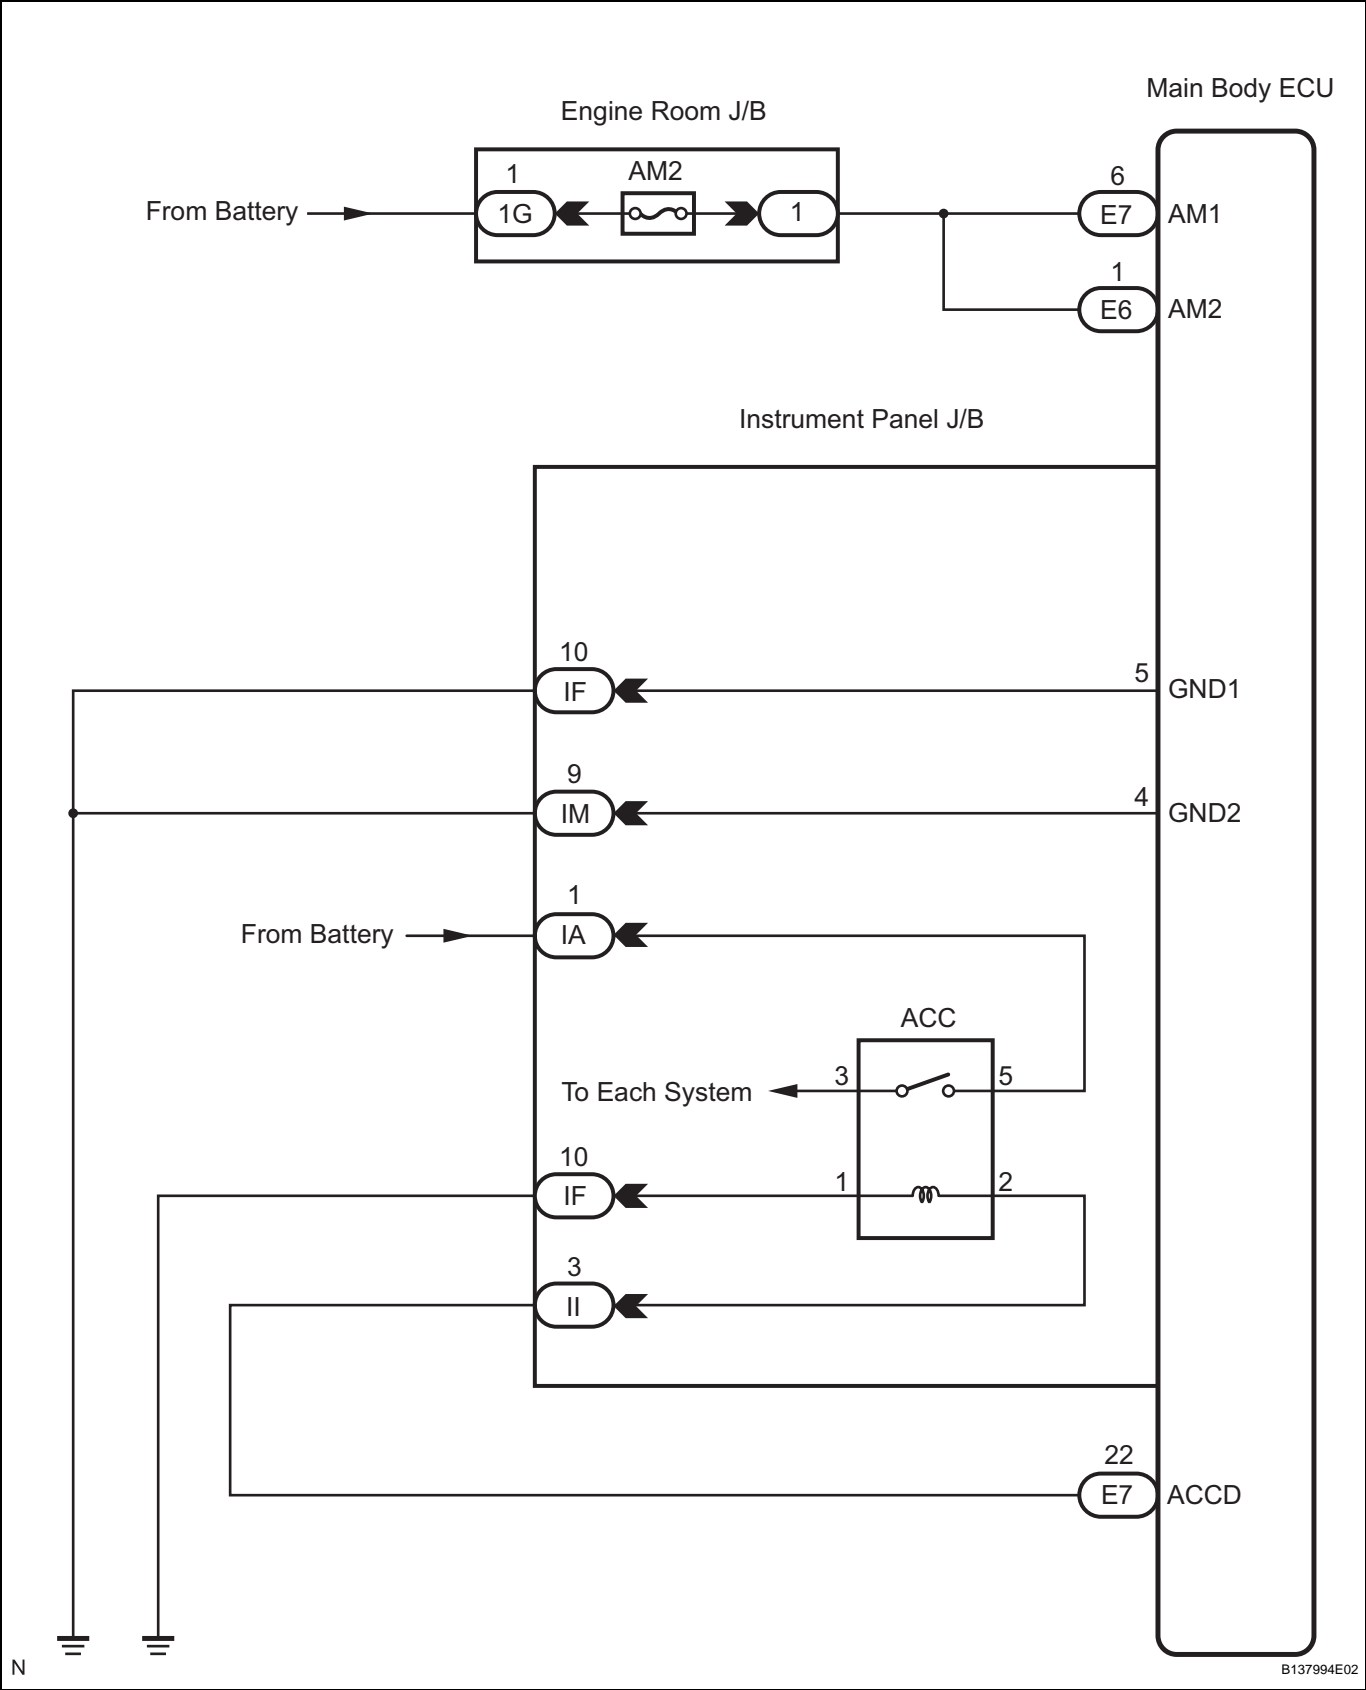 Main Body ECU
Engine Room J/B
1
AM2
From Battery
1G
1
6
E7
AM1
1
E6
AM2
Instrument Panel J/B
10
IF
5
GND1
9
IM
4
GND2
1
From Battery
IA
ACC
To Each System
3
5
10
IF
1
2
3
II
22
E7
ACCD
N
B137994E02